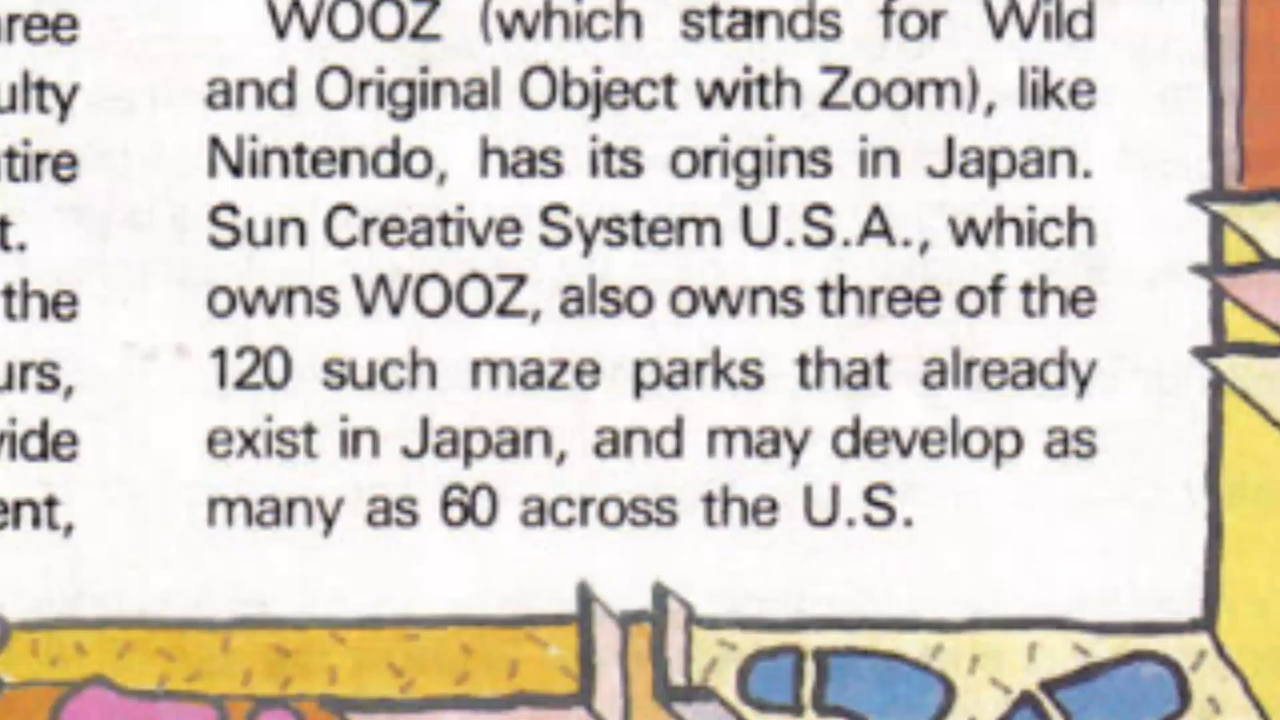 WOOZ (which stands for Wild
and Original Object with Zoom), like
Nintendo, has its origins in Japan.
Sun Creative System U.S.A., which
owns WOOZ, also owns three of the
120 such maze parks that already
exist in Japan, and may develop as
many as 60 across the U.S.